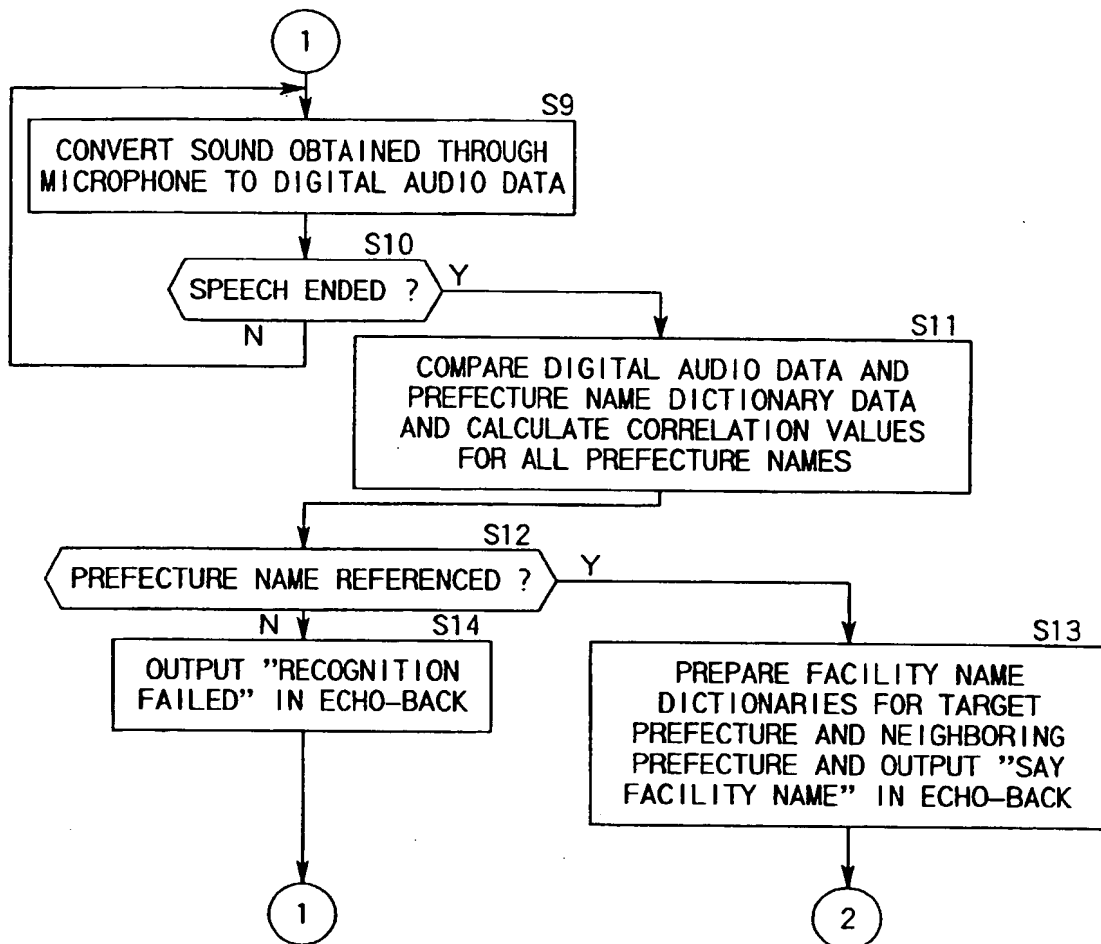 1
S9
CONVERT SOUND OBTAINED THROUGH
MICROPHONE TO DIGITAL AUDIO DATA
S10
SPEECH ENDED ?
Y
N
S11
COMPARE DIGITAL AUDIO DATA AND
PREFECTURE NAME DICTIONARY DATA
AND CALCULATE CORRELATION VALUES
FOR ALL PREFECTURE NAMES
S12
PREFECTURE NAME REFERENCED ?
Y
N
S14
OUTPUT ”RECOGNITION
FAILED” IN ECHO-BACK
S13
PREPARE FACILITY NAME
DICTIONARIES FOR TARGET
PREFECTURE AND NEIGHBORING
PREFECTURE AND OUTPUT ”SAY
FACILITY NAME” IN ECHO-BACK
1
2